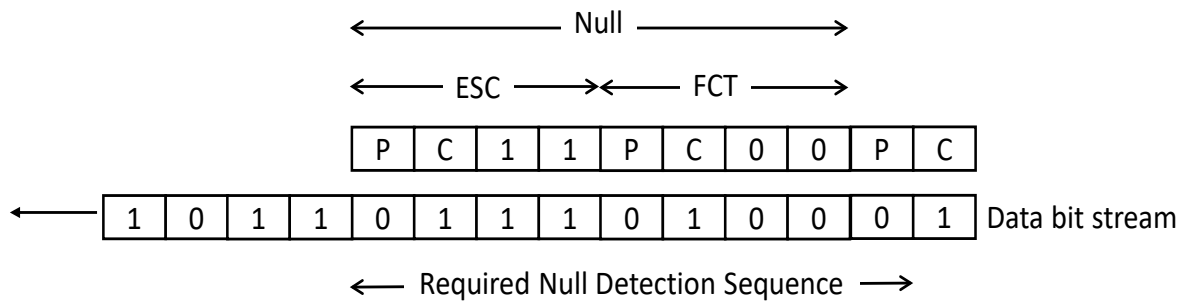 Null
ESC FCT
P C 1 1 P C 0 0 P C
1 0 1 1 0 1 1 1 0 1 0 0 0 1 Data bit stream
Required Null Detection Sequence